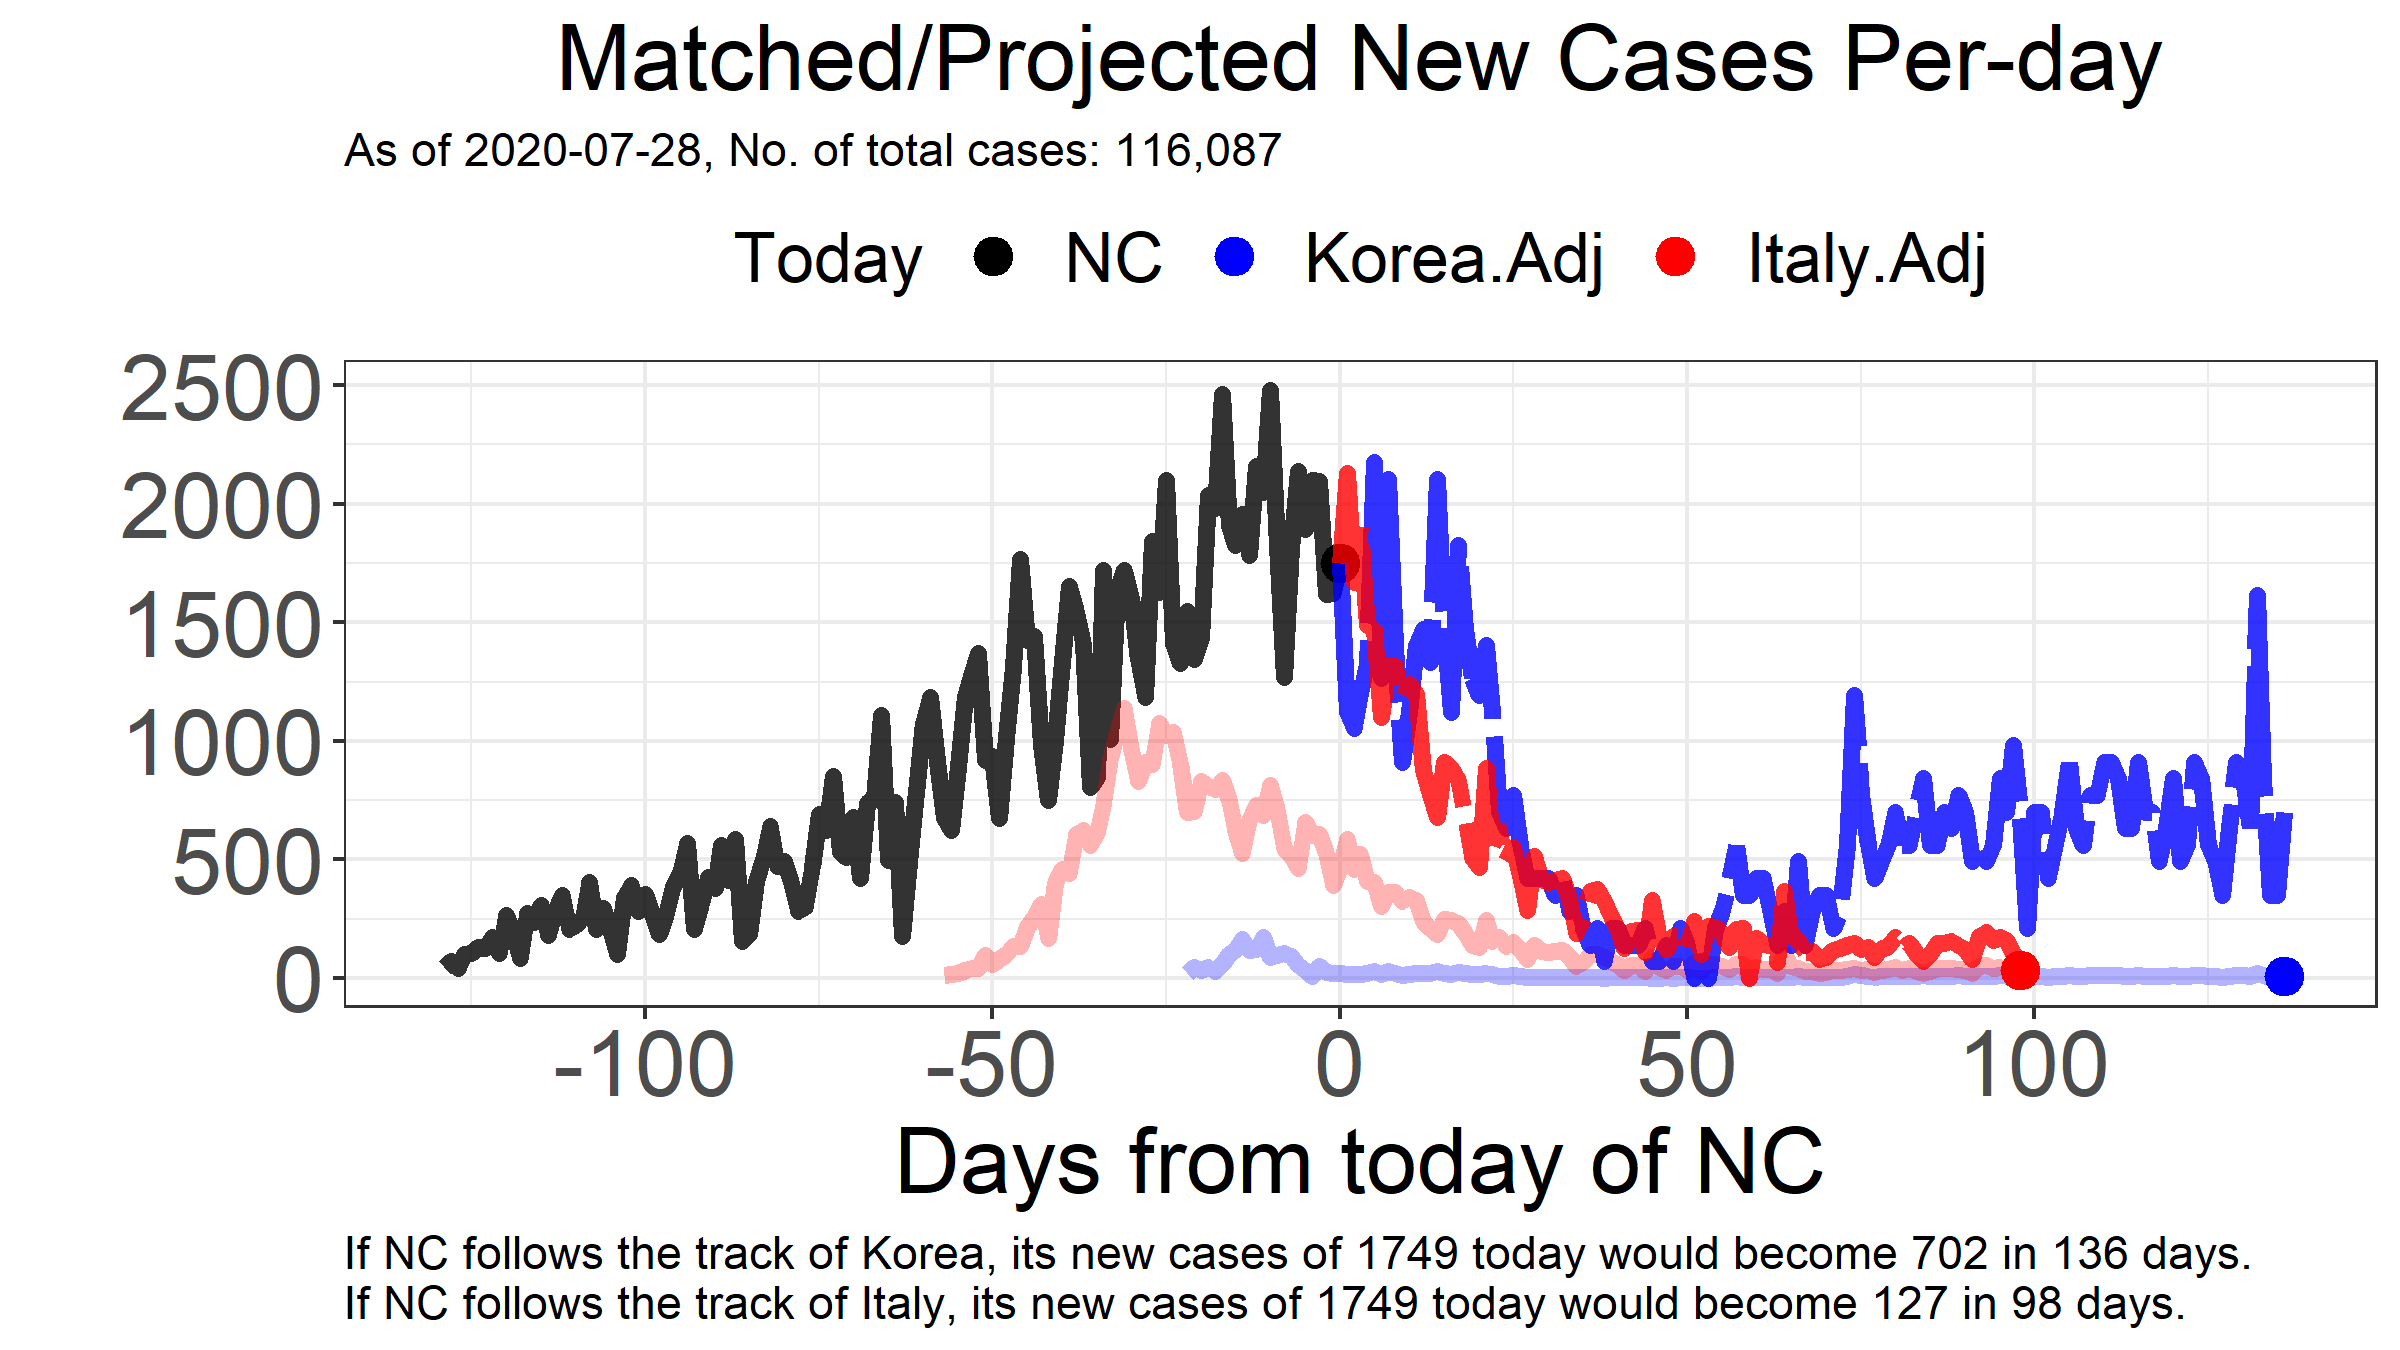 Matched/Projected New Cases Per-day
As of 2020-07-28, No. of total cases: 116,087
Today NC Korea.Adj Italy.Adj
2500
2000
1500
1000
500
0
-100 -50 0 50 100
Days from today of NC
If NC follows the track of Korea, its new cases of 1749 today would become 702 in 136 days.
If NC follows the track of Italy, its new cases of 1749 today would become 127 in 98 days.